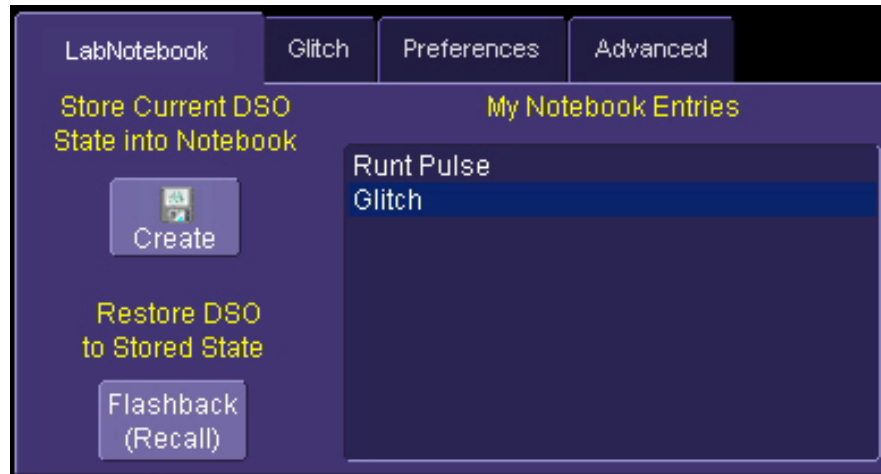 LabNotebook
Glitch
Preferences
Advanced
Store Current DSO
State into Notebook
Create
Restore DSO
to Stored State
Flashback
(Recall)
My Notebook Entries
Runt Pulse
Glitch